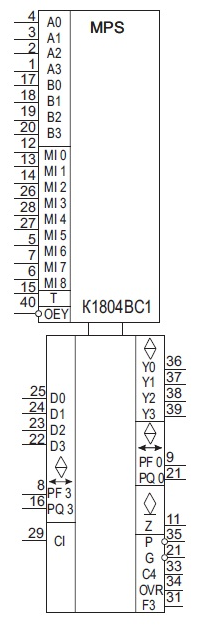 MPS
4 A0
3 A1
2 A2
1 A3
17 B0
18 B1
19 B2
20 B3
12 MI 0
13 MI 1
14 MI 2
26 MI 3
28 MI 4
27 MI 5
5 MI 6
7 MI 7
6 MI 8
15 T
40 OEY
К1804ВС1
25 D0
24 D1
23 D2
22 D3
8 PF 3
16 PQ 3
29 CI
Y0 36
Y1 37
Y2 38
Y3 39
PF 0 9
PQ 0 21
Z 11
P 35
G 21
C4 33
OVR 34
F3 31